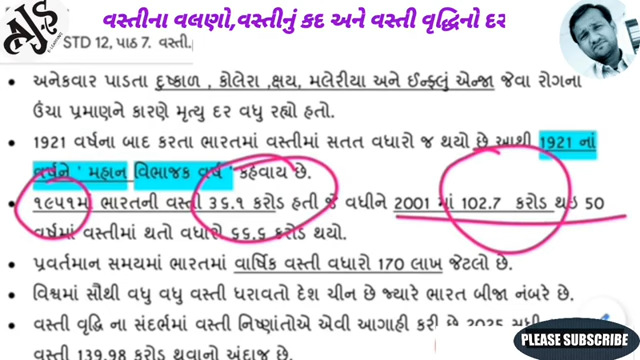 AJS
વસ્તીના વલણો,વસ્તીનું કદ અને વસ્તી વૃદ્ધિનો દર
STD 12, પાઠ 7. વસ્તી.
• અનેકવાર પાડતા દુષ્કાળ , કોલેરા , ક્ષય, મલેરીયા અને ઈન્ફ્લુંએન્જા જેવા રોગના
ઉંચા પ્રમાણને કારણે મૃત્યુ દર વધુ રહ્યો હતો.
• 1921 વર્ષના બાદ કરતા ભારતમાં વસ્તીમાં સતત વધારો જ થયો છે આથી 1921 નાં
વર્ષને ' મહાન વિભાજક વર્ષ ' કહેવાય છે.
• ૧૯૫૧માં ભારતની વસ્તી ૩૬.૧ કરોડ હતી જે વધીને 2001 માં 102.7 કરોડ થઇ 50
વર્ષમાં વસ્તીમાં થતો વધારો ૬૬.૬ કરોડ થયો.
• પ્રવર્તમાન સમયમાં ભારતમાં વાર્ષિક વસ્તી વધારો 170 લાખ જેટલો છે.
• વિશ્વમાં સૌથી વધુ વધુ વસ્તી ધરાવતો દેશ ચીન છે જ્યારે ભારત બીજા નંબરે છે.
• વસ્તી વૃદ્ધિ ના સંદર્ભમાં વસ્તી નિષ્ણાંતોએ એવી આગાહી કરી છે 2025 સુધી
વસ્તી 139.98 કરોડ થવાનો અંદાજ છે.
PLEASE SUBSCRIBE